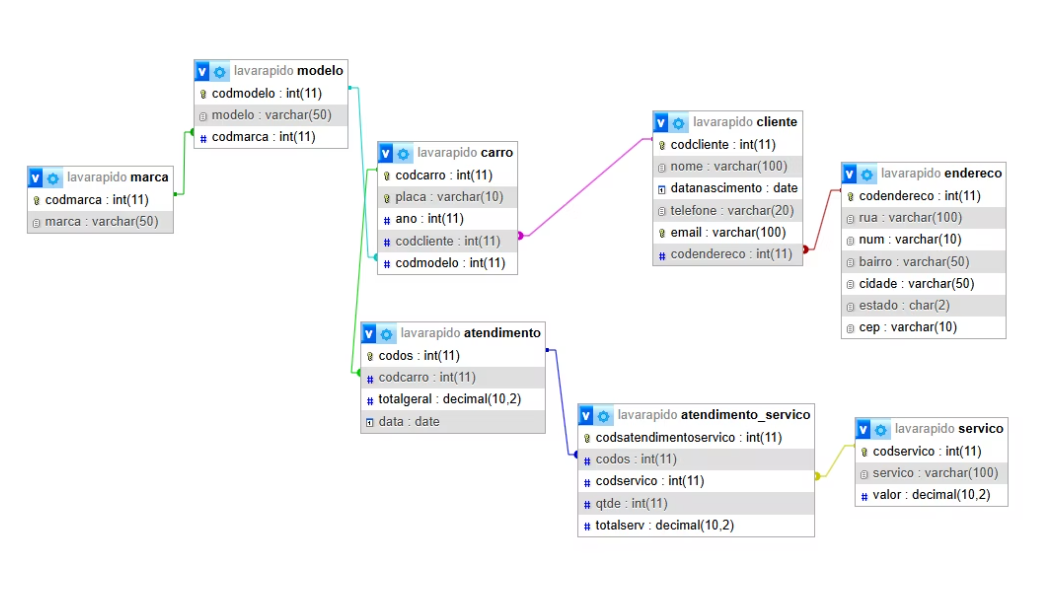 lavarapido modelo
codmodelo : int(11)
modelo : varchar(50)
# codmarca : int(11)
lavarapido marca
codmarca : int(11)
marca : varchar(50)
lavarapido carro
codcarro : int(11)
placa : varchar(10)
# ano : int(11)
# codcliente : int(11)
# codmodelo : int(11)
lavarapido cliente
codcliente : int(11)
nome : varchar(100)
datanascimento : date
telefone : varchar(20)
email : varchar(100)
# codendereco : int(11)
lavarapido endereco
codendereco : int(11)
rua : varchar(100)
num : varchar(10)
bairro : varchar(50)
cidade : varchar(50)
estado : char(2)
cep : varchar(10)
lavarapido atendimento
codos : int(11)
# codcarro : int(11)
# totalgeral : decimal(10,2)
data : date
lavarapido atendimento_servico
codsatendimentoservico : int(11)
# codos : int(11)
# codservico : int(11)
# qtde : int(11)
# totalserv : decimal(10,2)
lavarapido servico
codservico : int(11)
servico : varchar(100)
# valor : decimal(10,2)